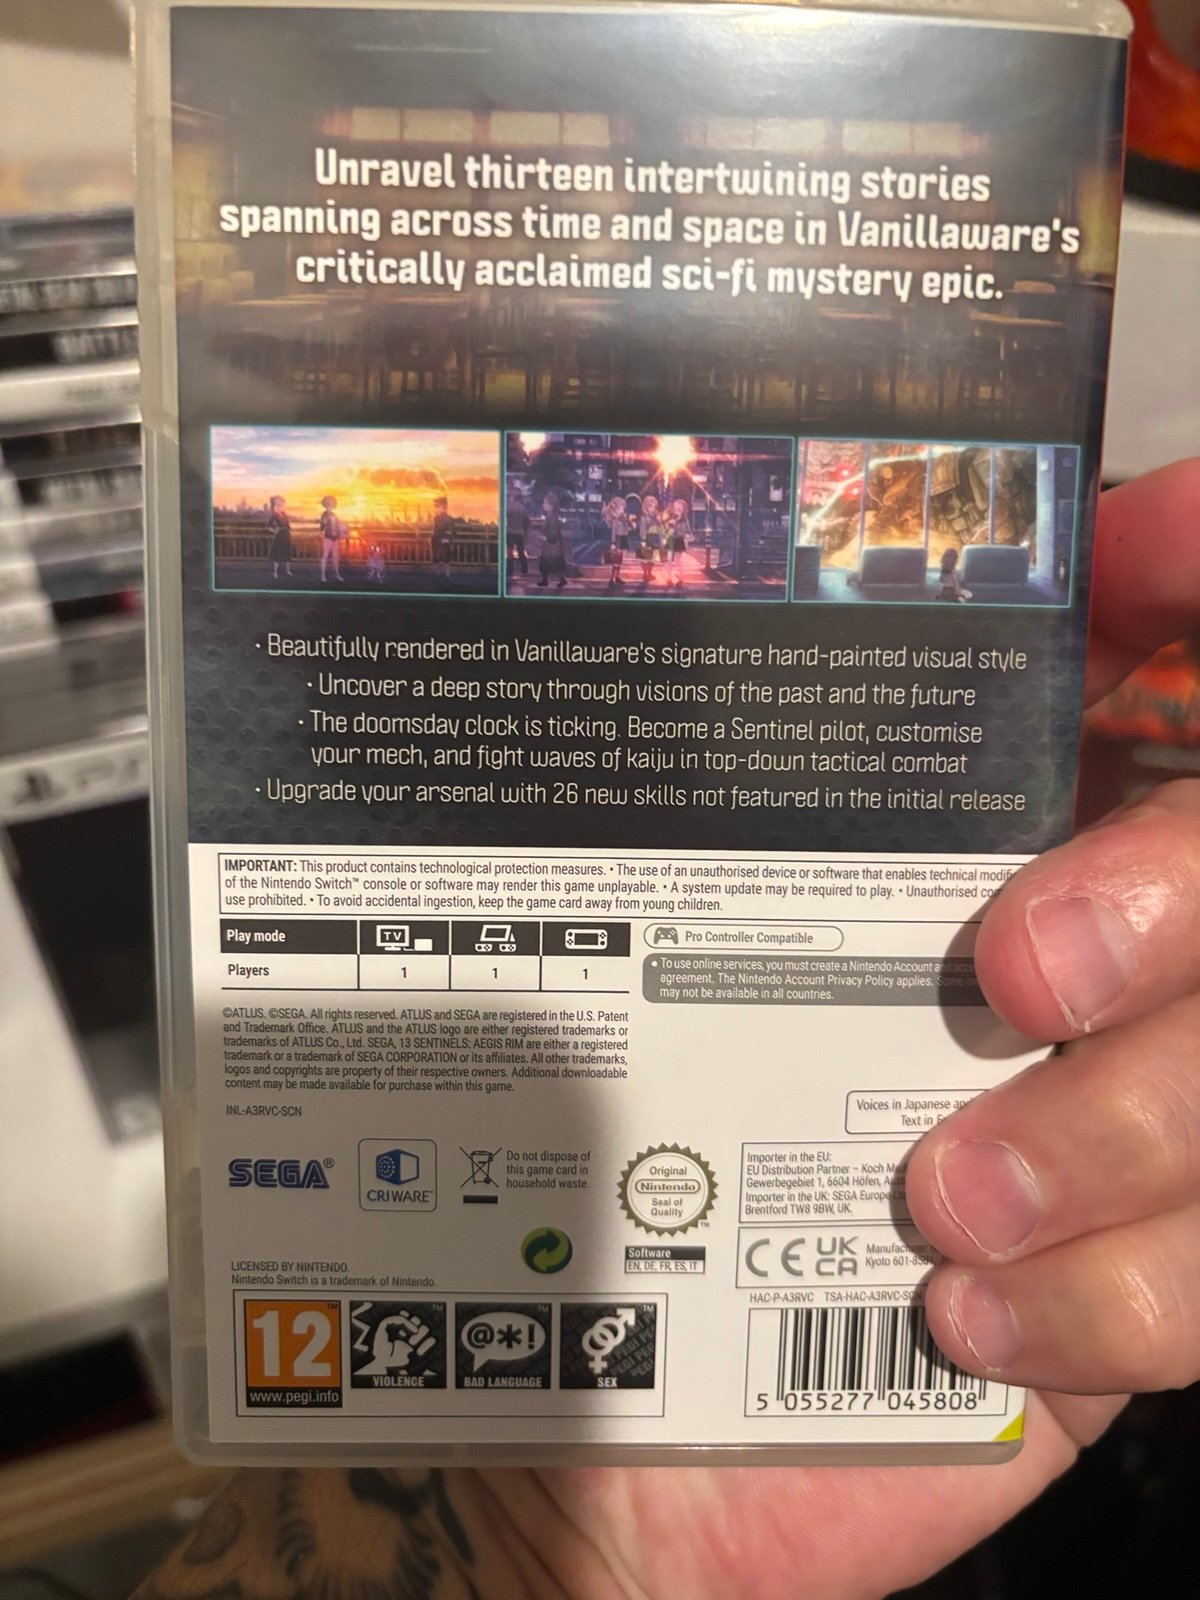 Unravel thirteen intertwining stories
spanning across time and space in Vanillaware's
critically acclaimed sci-fi mystery epic.
· Beautifully rendered in Vanillaware's signature hand-painted visual style
· Uncover a deep story through visions of the past and the future
· The doomsday clock is ticking. Become a Sentinel pilot, customise
your mech, and fight waves of kaiju in top-down tactical combat
· Upgrade your arsenal with 26 new skills not featured in the initial release
IMPORTANT: This product contains technological protection measures. • The use of an unauthorised device or software that enables technical
of the Nintendo Switch™ console or software may render this game unplayable. • A system update may be required to play. • Unauthorised
use prohibited. • To avoid accidental ingestion, keep the game card away from young children.
Play mode TV
Players 1 1 1
Pro Controller Compatible
• To use online services, you must create a Nintendo Account and
agreement. The Nintendo Account Privacy Policy applies. Some
may not be available in all countries.
©ATLUS. ©SEGA. All rights reserved. ATLUS and SEGA are registered in the U.S. Patent
and Trademark Office. ATLUS and the ATLUS logo are either registered trademarks or
trademarks of ATLUS Co., Ltd. SEGA, 13 SENTINELS: AEGIS RIM are either a registered
trademark or a trademark of SEGA CORPORATION or its affiliates. All other trademarks,
logos and copyrights are property of their respective owners. Additional downloadable
content may be made available for purchase within this game.
INL-A3RVC-SCN
Voices in Japanese
Text in
SEGA®
CRIWARE™
Do not dispose of
this game card in
household waste.
Original
Nintendo
Seal of
Quality
TM
Importer in the EU:
EU Distribution Partner – Koch
Gewerbegebiet 1, 6604 Höfen,
Importer in the UK: SEGA Europe
Brentford TW8 9BW, UK.
Software
EN, DE, FR, ES, IT
CE UK CA
Kyoto 601-8501
LICENSED BY NINTENDO.
Nintendo Switch is a trademark of Nintendo.
HAC-P-A3RVC TSA-HAC-A3RVC-SCN
12
www.pegi.info
VIOLENCE
@*!
BAD LANGUAGE
SEX
5 055277 045808